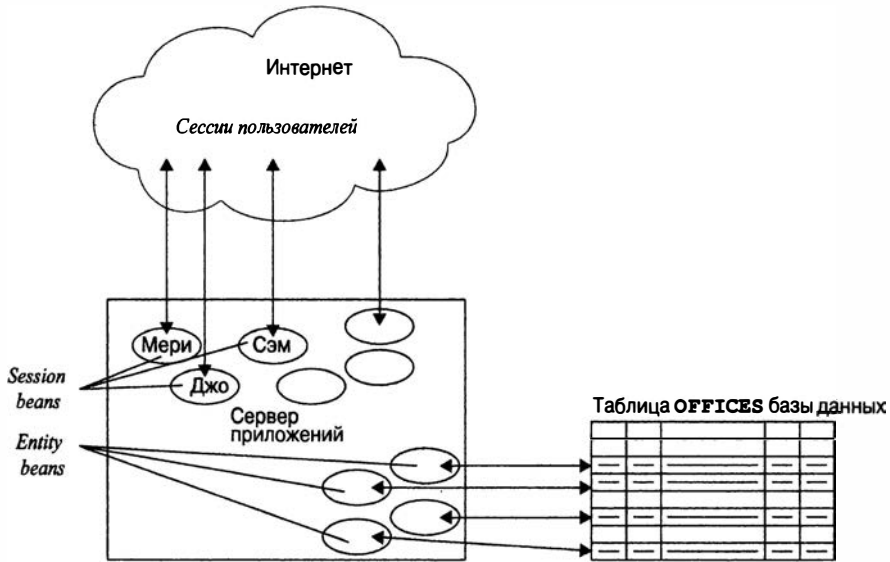 Интернет
Сессии пользователей
Мери
Сэм
Джо
Session
beans
Сервер
приложений
Entity
beans
Таблица OFFICES базы данных